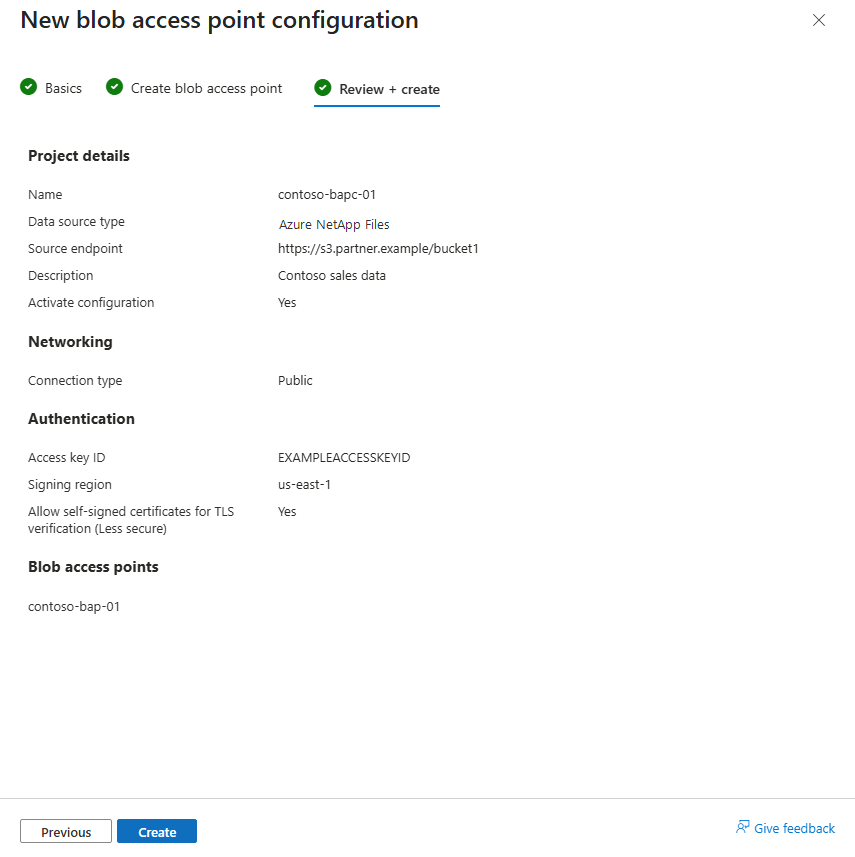 New blob access point configuration
Basics
Create blob access point
Review + create
Project details
Name
contoso-bapc-01
Data source type
Azure NetApp Files
Source endpoint
https://s3.partner.example/bucket1
Description
Contoso sales data
Activate configuration
Yes
Networking
Connection type
Public
Authentication
Access key ID
EXAMPLEACCESSKEYID
Signing region
us-east-1
Allow self-signed certificates for TLS
verification (Less secure)
Yes
Blob access points
contoso-bap-01
Previous
Create
Give feedback